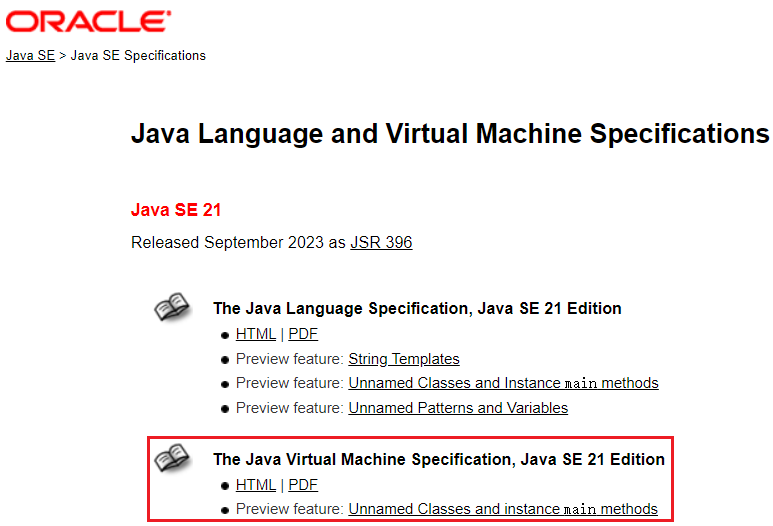 ORACLE
Java SE > Java SE Specifications
Java Language and Virtual Machine Specifications
Java SE 21
Released September 2023 as JSR 396
The Java Language Specification, Java SE 21 Edition
HTML | PDF
Preview feature: String Templates
Preview feature: Unnamed Classes and Instance main methods
Preview feature: Unnamed Patterns and Variables
The Java Virtual Machine Specification, Java SE 21 Edition
HTML | PDF
Preview feature: Unnamed Classes and instance main methods